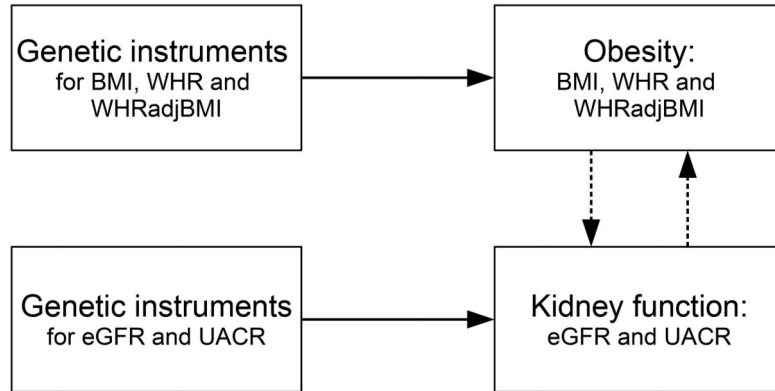 Genetic instruments
for BMI, WHR and
WHRadjBMI
Obesity:
BMI, WHR and
WHRadjBMI
Genetic instruments
for eGFR and UACR
Kidney function:
eGFR and UACR